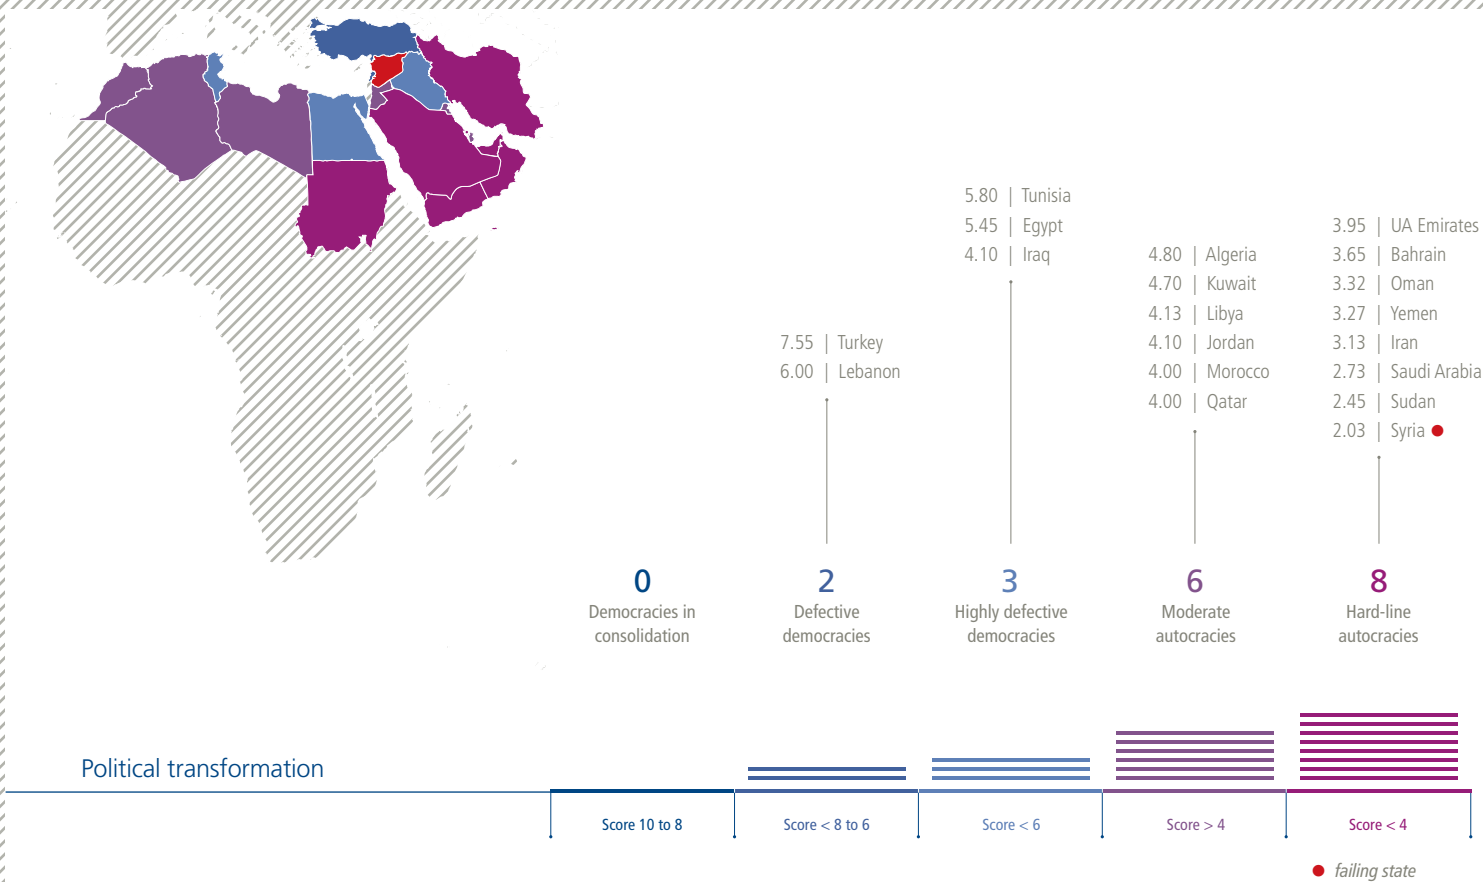 5.80 | Tunisia
5.45 | Egypt
4.10 | Iraq
7.55 | Turkey
6.00 | Lebanon
4.80 | Algeria
4.70 | Kuwait
4.13 | Libya
4.10 | Jordan
4.00 | Morocco
4.00 | Qatar
3.95 | UA Emirates
3.65 | Bahrain
3.32 | Oman
3.27 | Yemen
3.13 | Iran
2.73 | Saudi Arabia
2.45 | Sudan
2.03 | Syria
0
Democracies in
consolidation
2
Defective
democracies
3
Highly defective
democracies
6
Moderate
autocracies
8
Hard-line
autocracies
Political transformation
Score 10 to 8
Score < 8 to 6
Score < 6
Score > 4
Score < 4
failing state